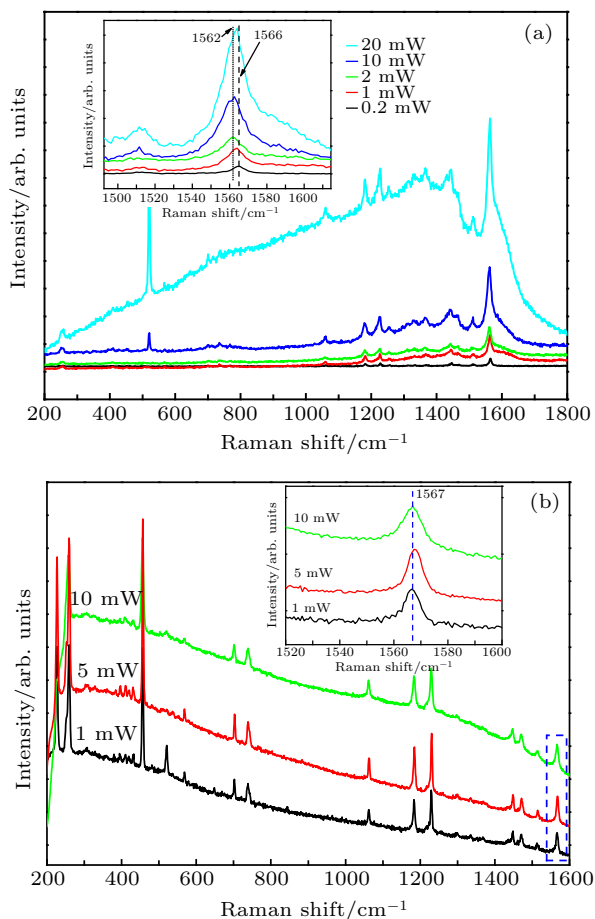 (a)
1562
1566
20 mW
10 mW
2 mW
1 mW
0.2 mW
Intensity/arb. units
1500 1520 1540 1560 1580 1600
Raman shift/cm⁻¹
Intensity/arb. units
200 400 600 800 1000 1200 1400 1600 1800
Raman shift/cm⁻¹
(b)
1567
10 mW
5 mW
1 mW
Intensity/arb. units
1520 1540 1560 1580 1600
Raman shift/cm⁻¹
10 mW
5 mW
1 mW
Intensity/arb. units
200 400 600 800 1000 1200 1400 1600
Raman shift/cm⁻¹